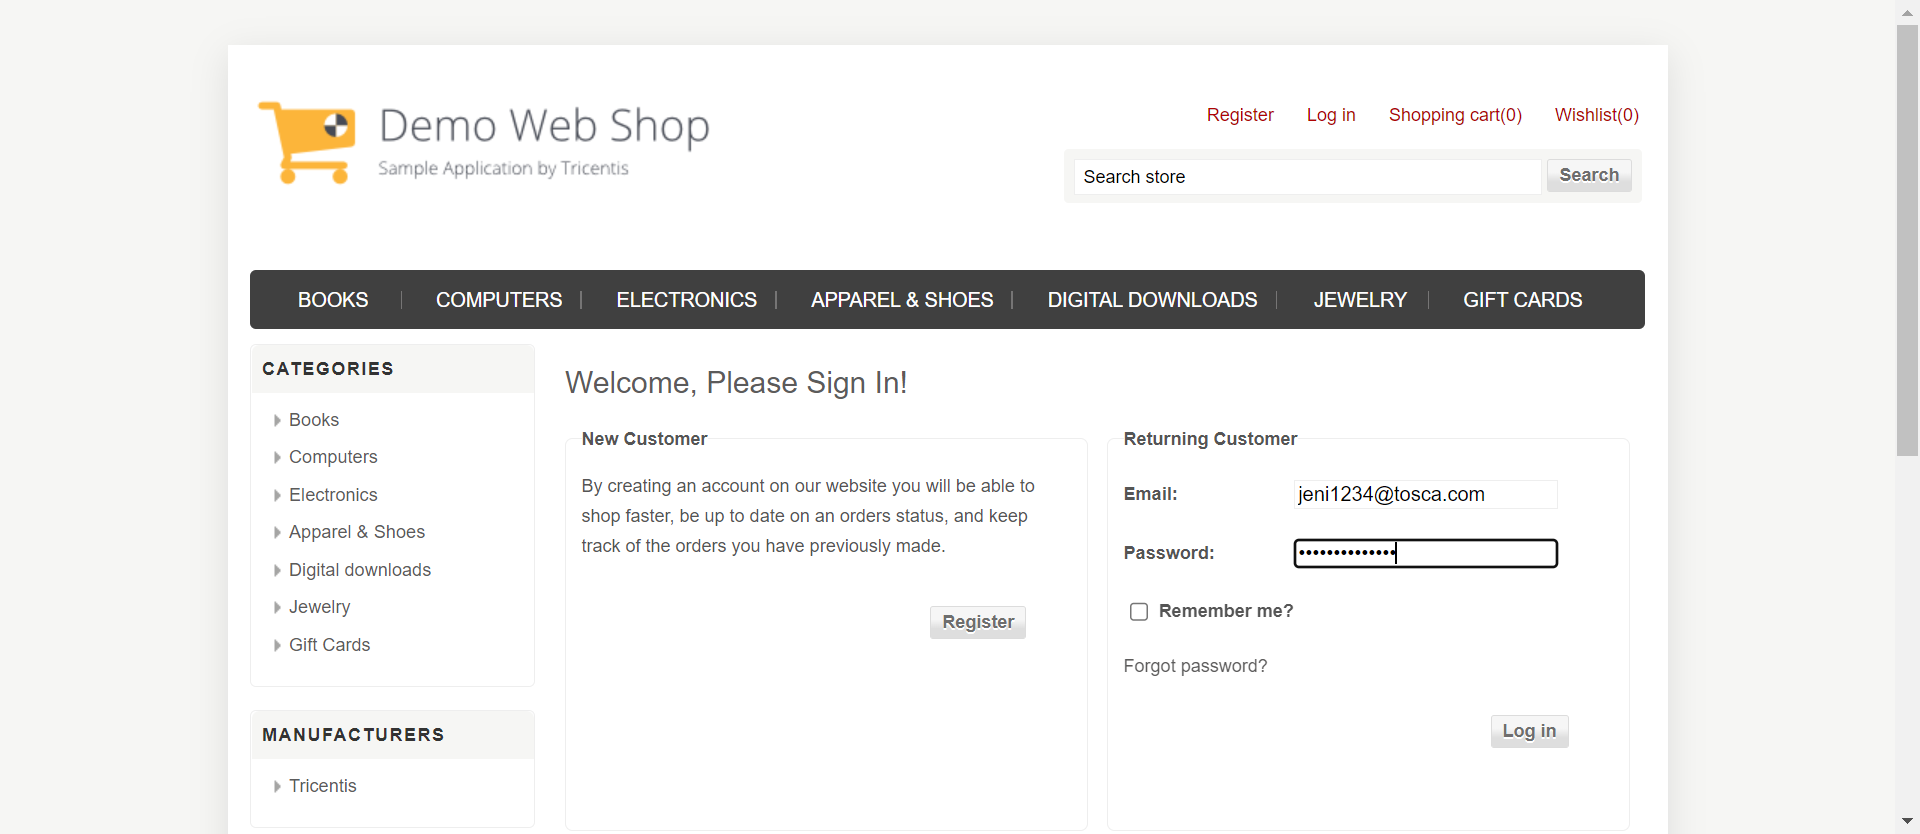 Demo Web Shop
Sample Application by Tricentis
Register Log in Shopping cart(0) Wishlist(0)
Search store Search
BOOKS COMPUTERS ELECTRONICS APPAREL & SHOES DIGITAL DOWNLOADS JEWELRY GIFT CARDS
CATEGORIES
Books
Computers
Electronics
Apparel & Shoes
Digital downloads
Jewelry
Gift Cards
MANUFACTURERS
Tricentis
Welcome, Please Sign In!
New Customer
By creating an account on our website you will be able to
shop faster, be up to date on an orders status, and keep
track of the orders you have previously made.
Register
Returning Customer
Email: jeni1234@tosca.com
Password: ••••••••••••••
Remember me?
Forgot password?
Log in